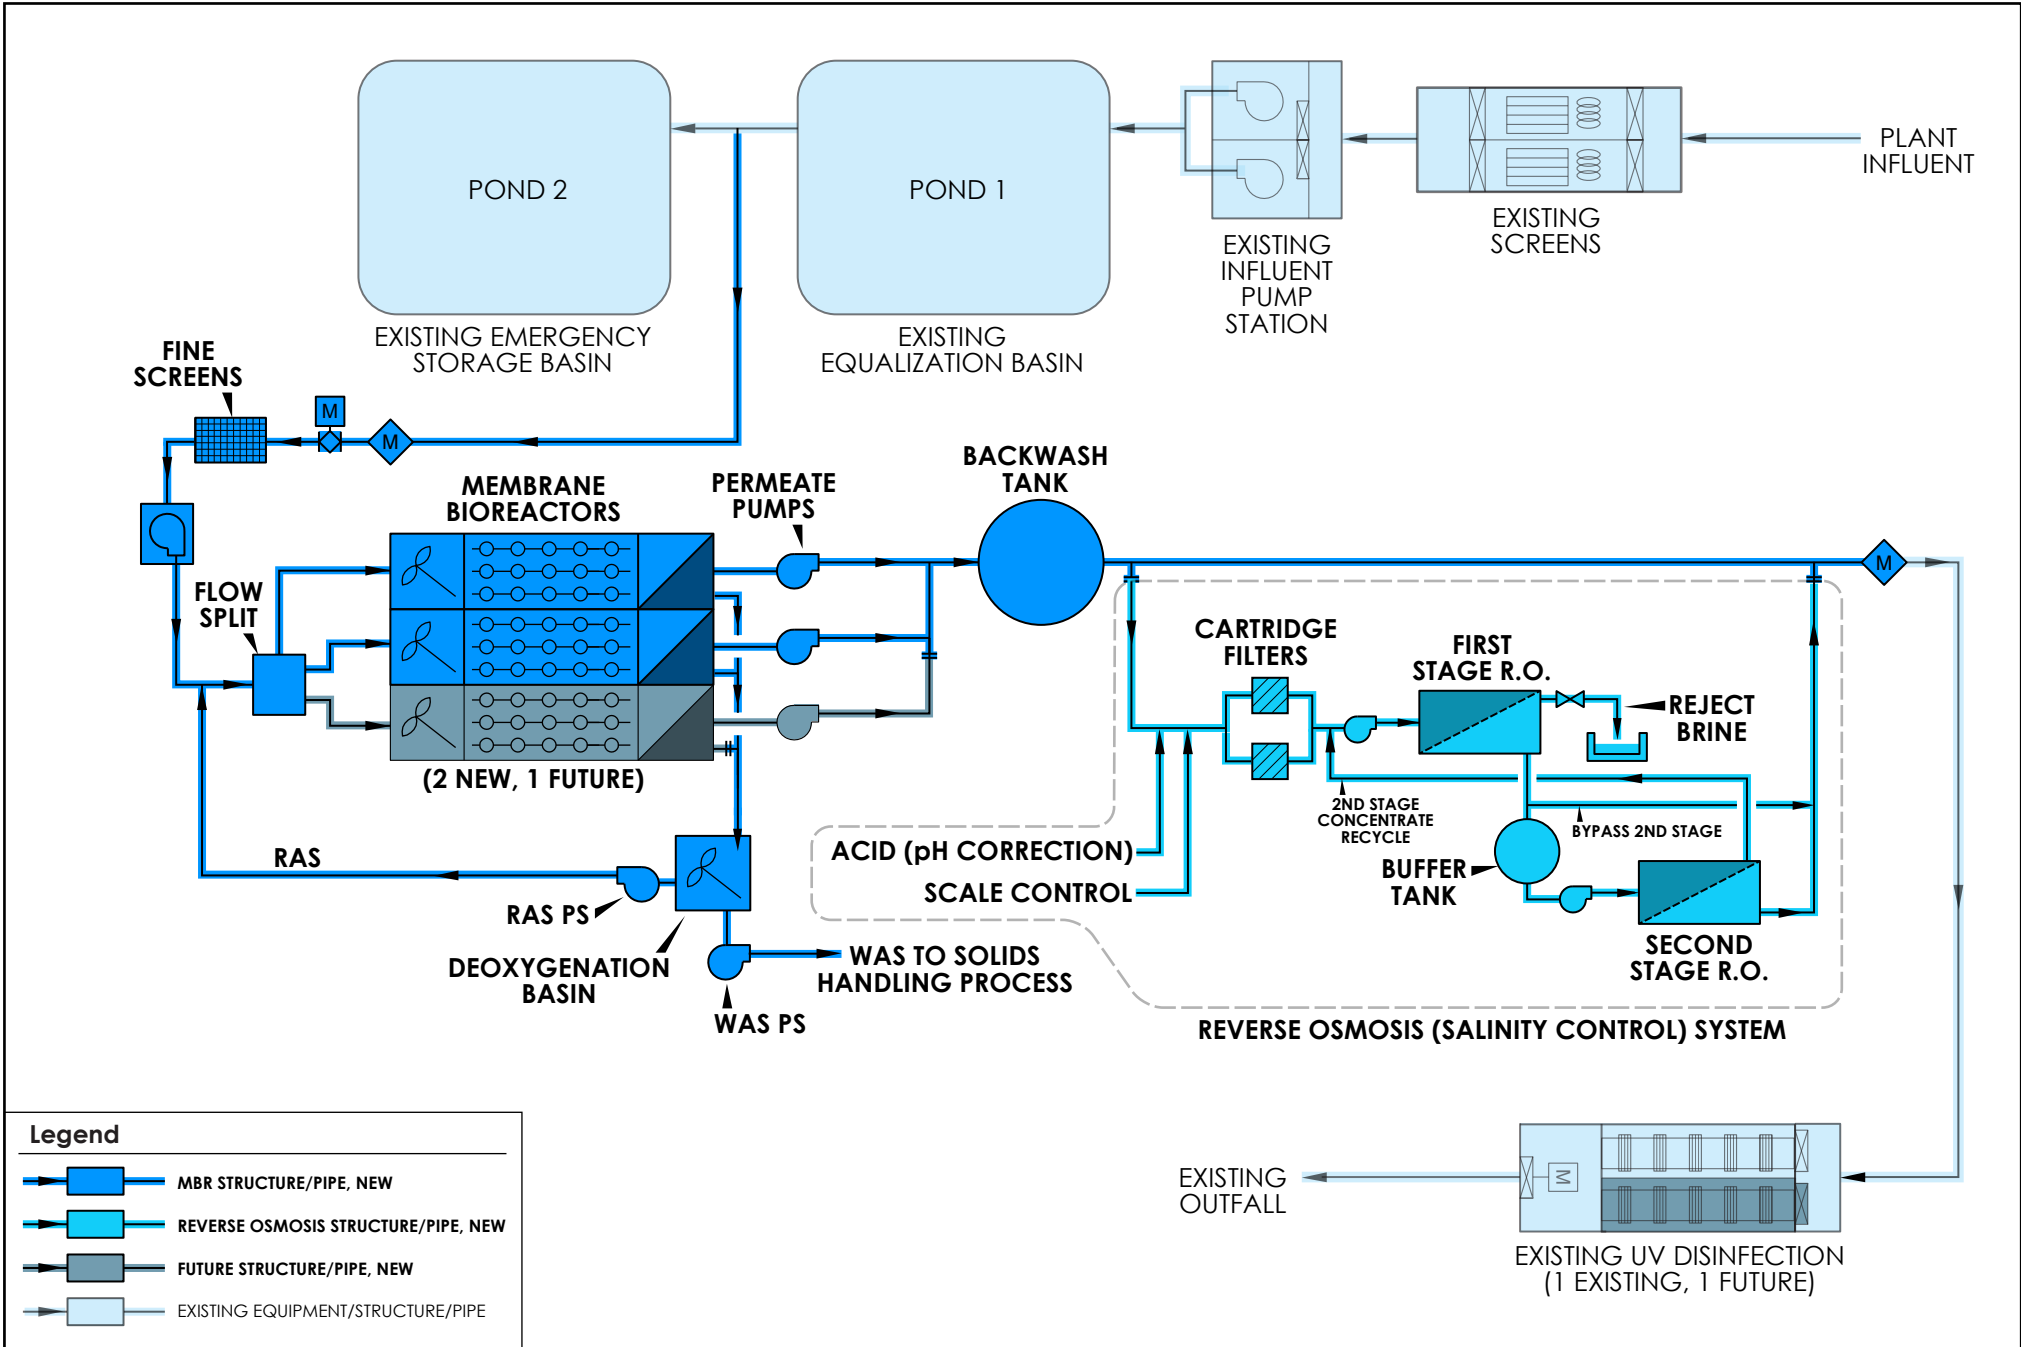 PLANT
INFLUENT
EXISTING
SCREENS
EXISTING
INFLUENT
PUMP
STATION
POND 1
EXISTING
EQUALIZATION BASIN
POND 2
EXISTING EMERGENCY
STORAGE BASIN
FINE
SCREENS
M
M
FLOW
SPLIT
MEMBRANE
BIOREACTORS
(2 NEW, 1 FUTURE)
PERMEATE
PUMPS
BACKWASH
TANK
M
RAS
RAS PS
DEOXYGENATION
BASIN
WAS PS
WAS TO SOLIDS
HANDLING PROCESS
CARTRIDGE
FILTERS
FIRST
STAGE R.O.
REJECT
BRINE
2ND STAGE
CONCENTRATE
RECYCLE
BYPASS 2ND STAGE
ACID (pH CORRECTION)
SCALE CONTROL
BUFFER
TANK
SECOND
STAGE R.O.
REVERSE OSMOSIS (SALINITY CONTROL) SYSTEM
M
EXISTING
OUTFALL
EXISTING UV DISINFECTION
(1 EXISTING, 1 FUTURE)
Legend
MBR STRUCTURE/PIPE, NEW
REVERSE OSMOSIS STRUCTURE/PIPE, NEW
FUTURE STRUCTURE/PIPE, NEW
EXISTING EQUIPMENT/STRUCTURE/PIPE